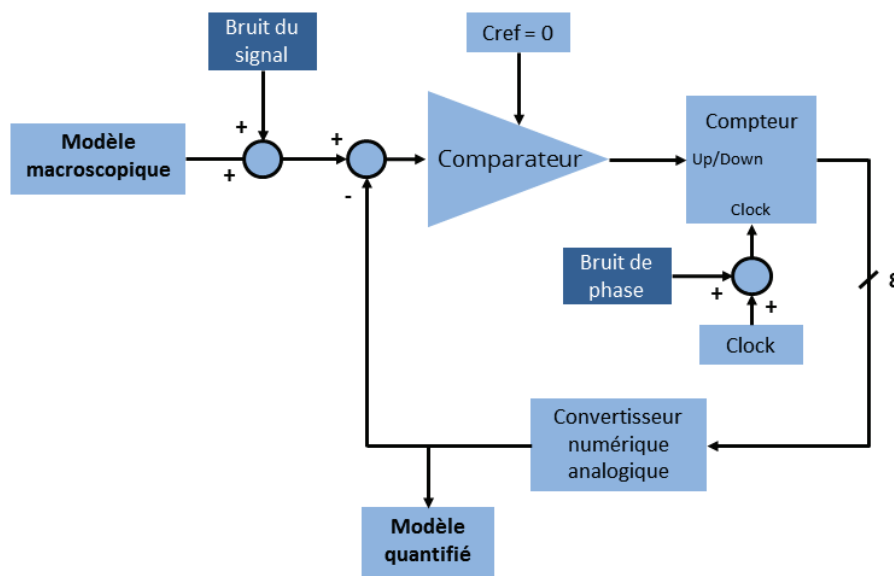 Bruit du
signal
Cref = 0
Modèle
macroscopique
+
+
+
-
Comparateur
Compteur
Up/Down
Clock
Bruit de
phase
+
+
Clock
Convertisseur
numérique
analogique
Modèle
quantifié